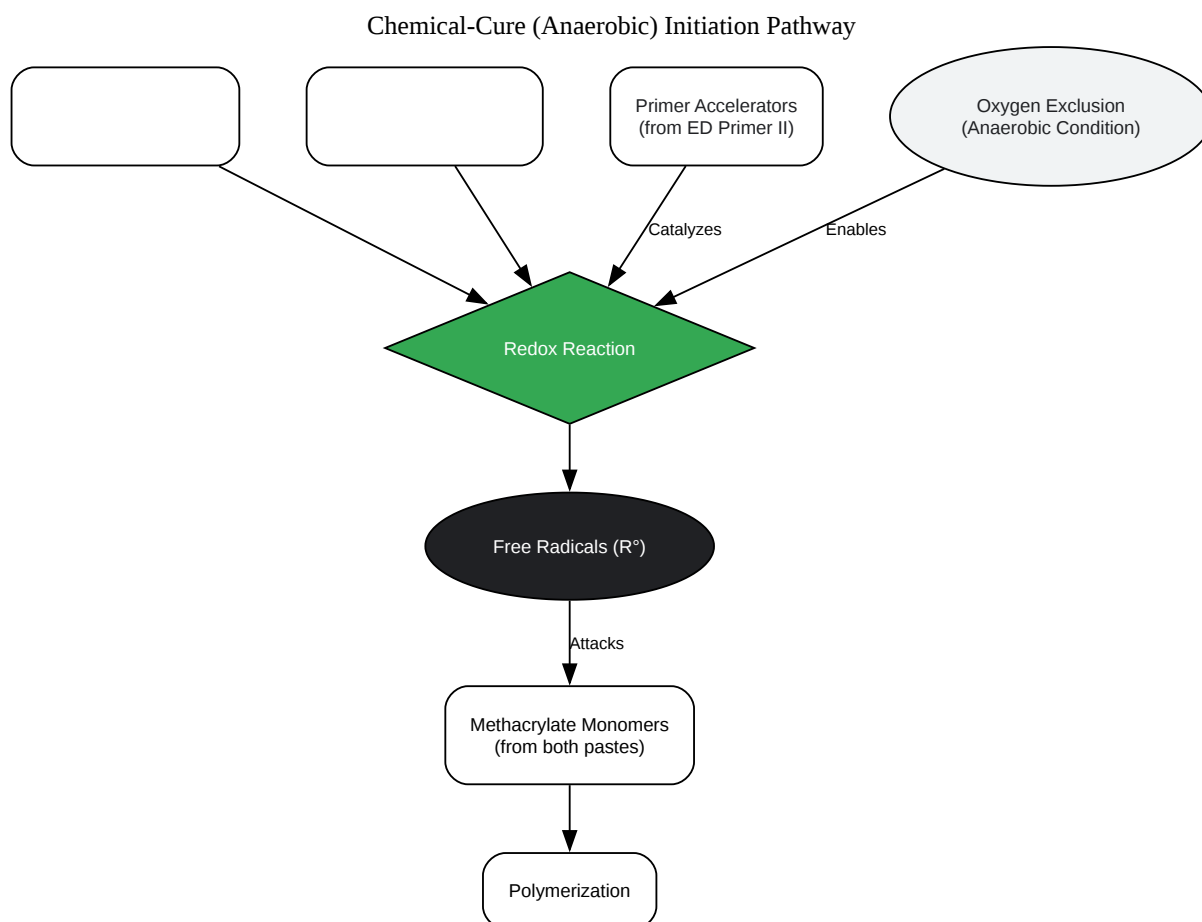 Chemical-Cure (Anaerobic) Initiation Pathway
Primer Accelerators
(from ED Primer II)
Oxygen Exclusion
(Anaerobic Condition)
Catalyzes
Enables
Redox Reaction
Free Radicals (R°)
Attacks
Methacrylate Monomers
(from both pastes)
Polymerization